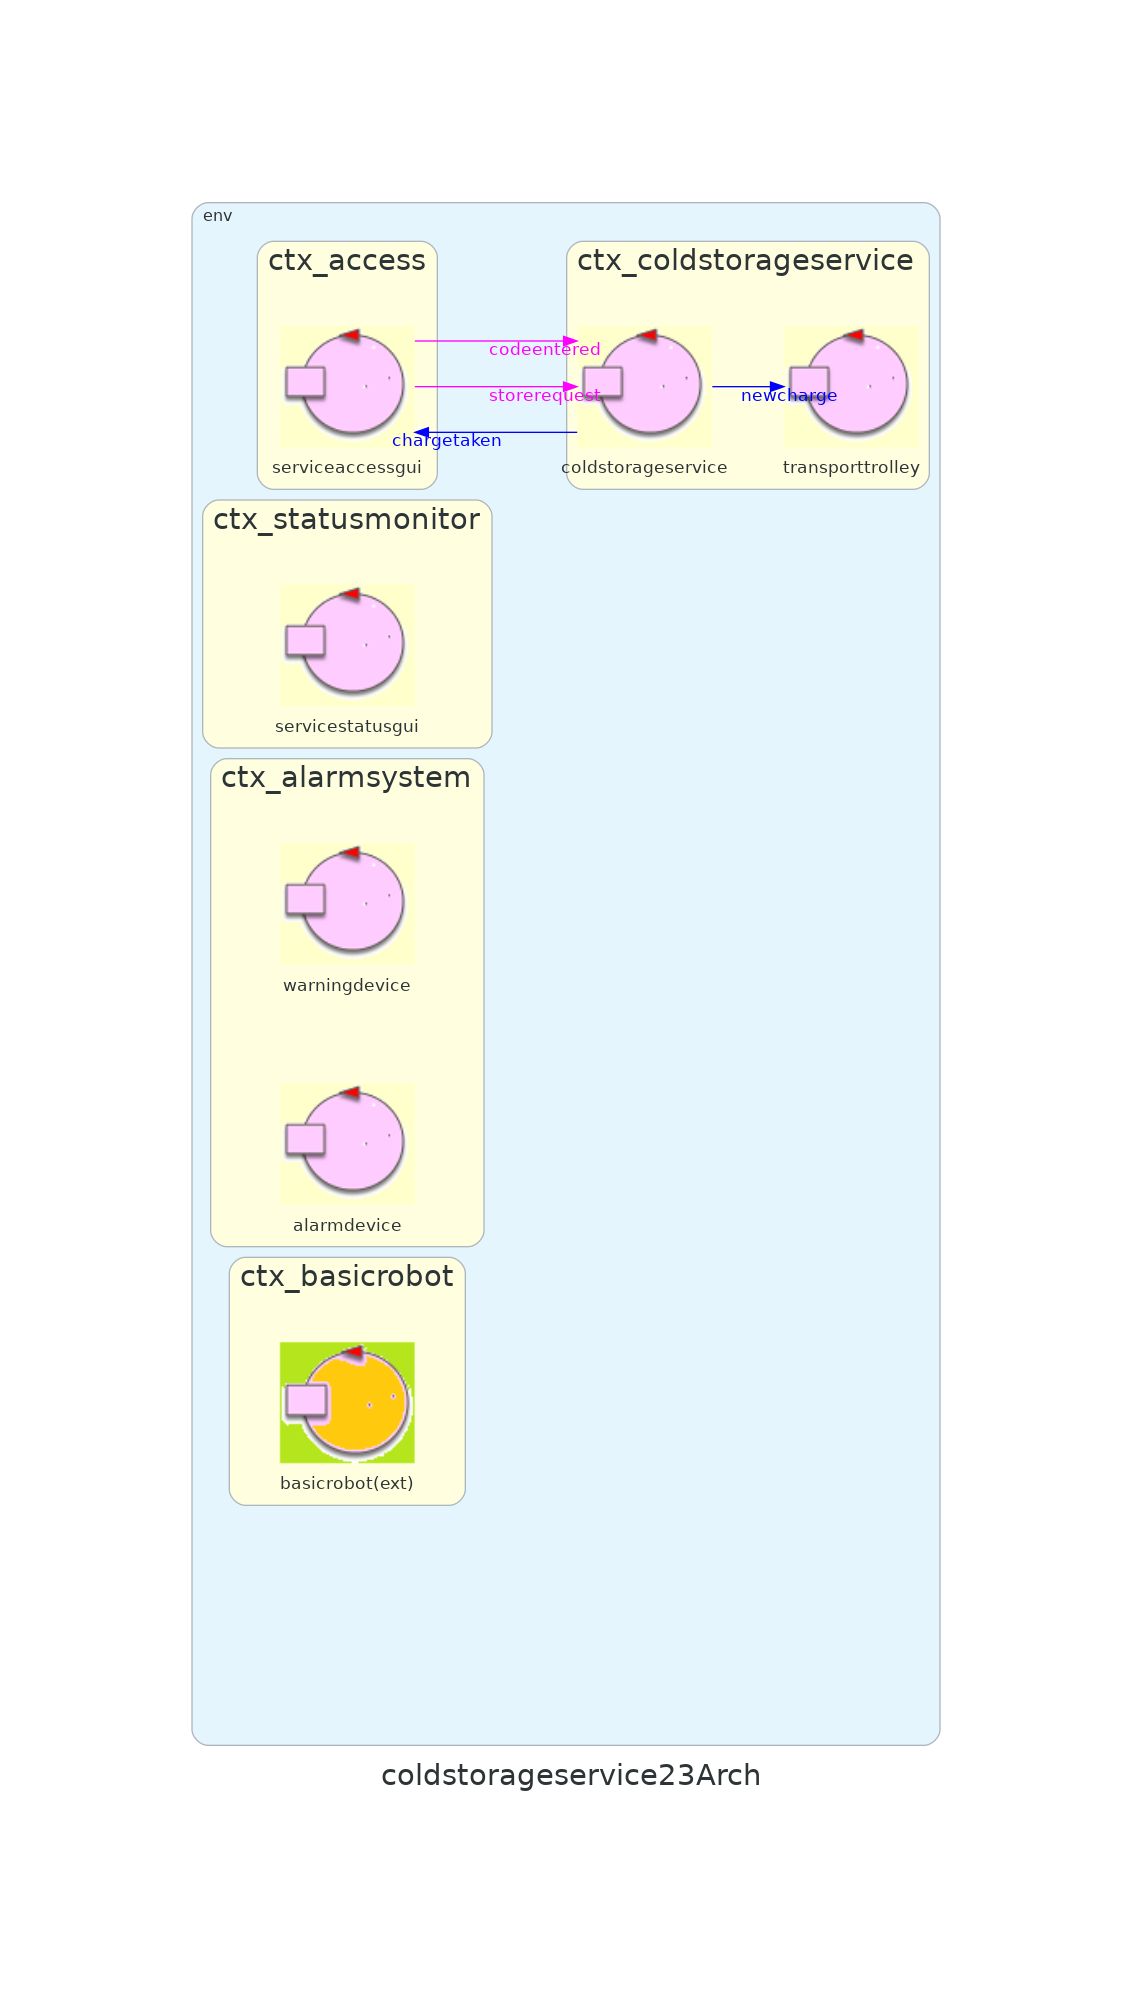 env
ctx_access
ctx_coldstorageservice
codeentered
storerequest
newcharge
chargetaken
serviceaccessgui
coldstorageservice
transporttrolley
ctx_statusmonitor
servicestatusgui
ctx_alarmsystem
warningdevice
alarmdevice
ctx_basicrobot
basicrobot(ext)
coldstorageservice23Arch